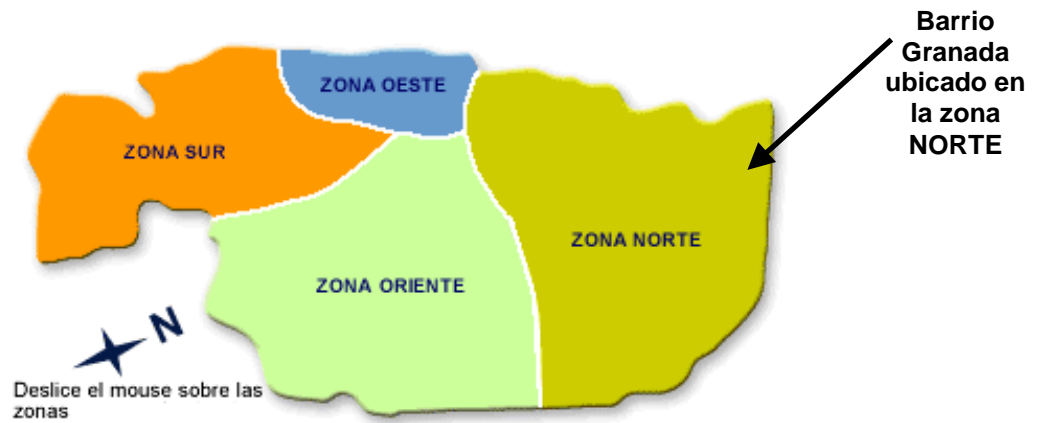 Barrio
Granada
ubicado en
la zona
NORTE
ZONA OESTE
ZONA SUR
ZONA NORTE
ZONA ORIENTE
N
Deslice el mouse sobre las
zonas